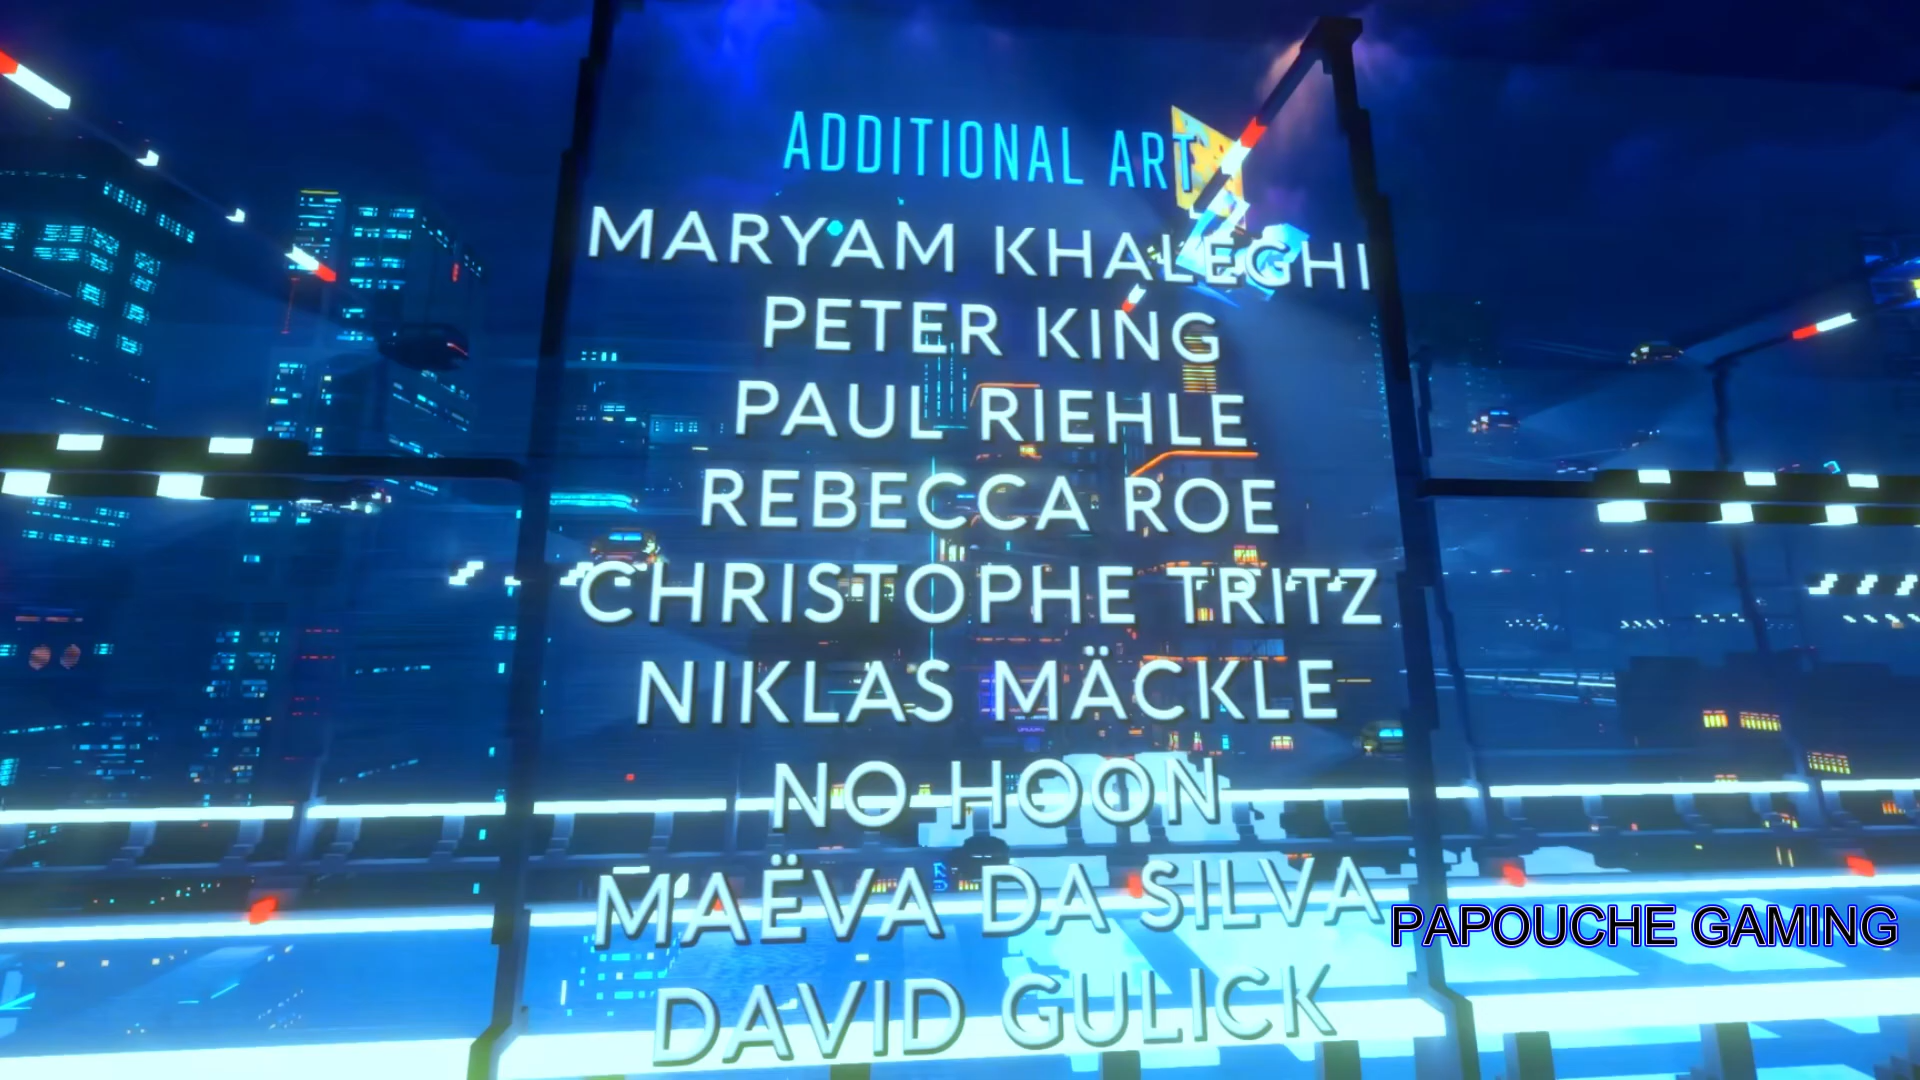 ADDITIONAL ART
MARYAM KHALEGHI
PETER KING
PAUL RIEHLE
REBECCA ROE
CHRISTOPHE TRITZ
NIKLAS MÄCKLE
NO HOON
MAËVA DA SILVA
PAPOUCHE GAMING
DAVID GULICK